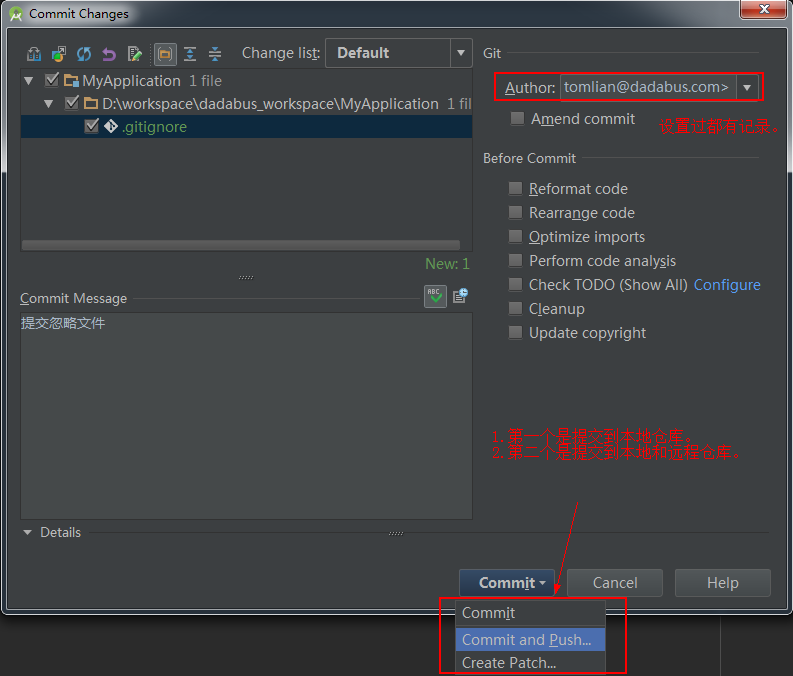 Commit Changes
Change list: Default
MyApplication 1 file
D:\workspace\dadabus_workspace\MyApplication 1 fil
.gitignore
New: 1
Commit Message
提交忽略文件
Details
Git
Author: tomlian@dadabus.com>
Amend commit
设置过都有记录。
Before Commit
Reformat code
Rearrange code
Optimize imports
Perform code analysis
Check TODO (Show All) Configure
Cleanup
Update copyright
1. 第一个是提交到本地仓库。
2. 第二个是提交到本地和远程仓库。
Commit Cancel Help
Commit
Commit and Push...
Create Patch...